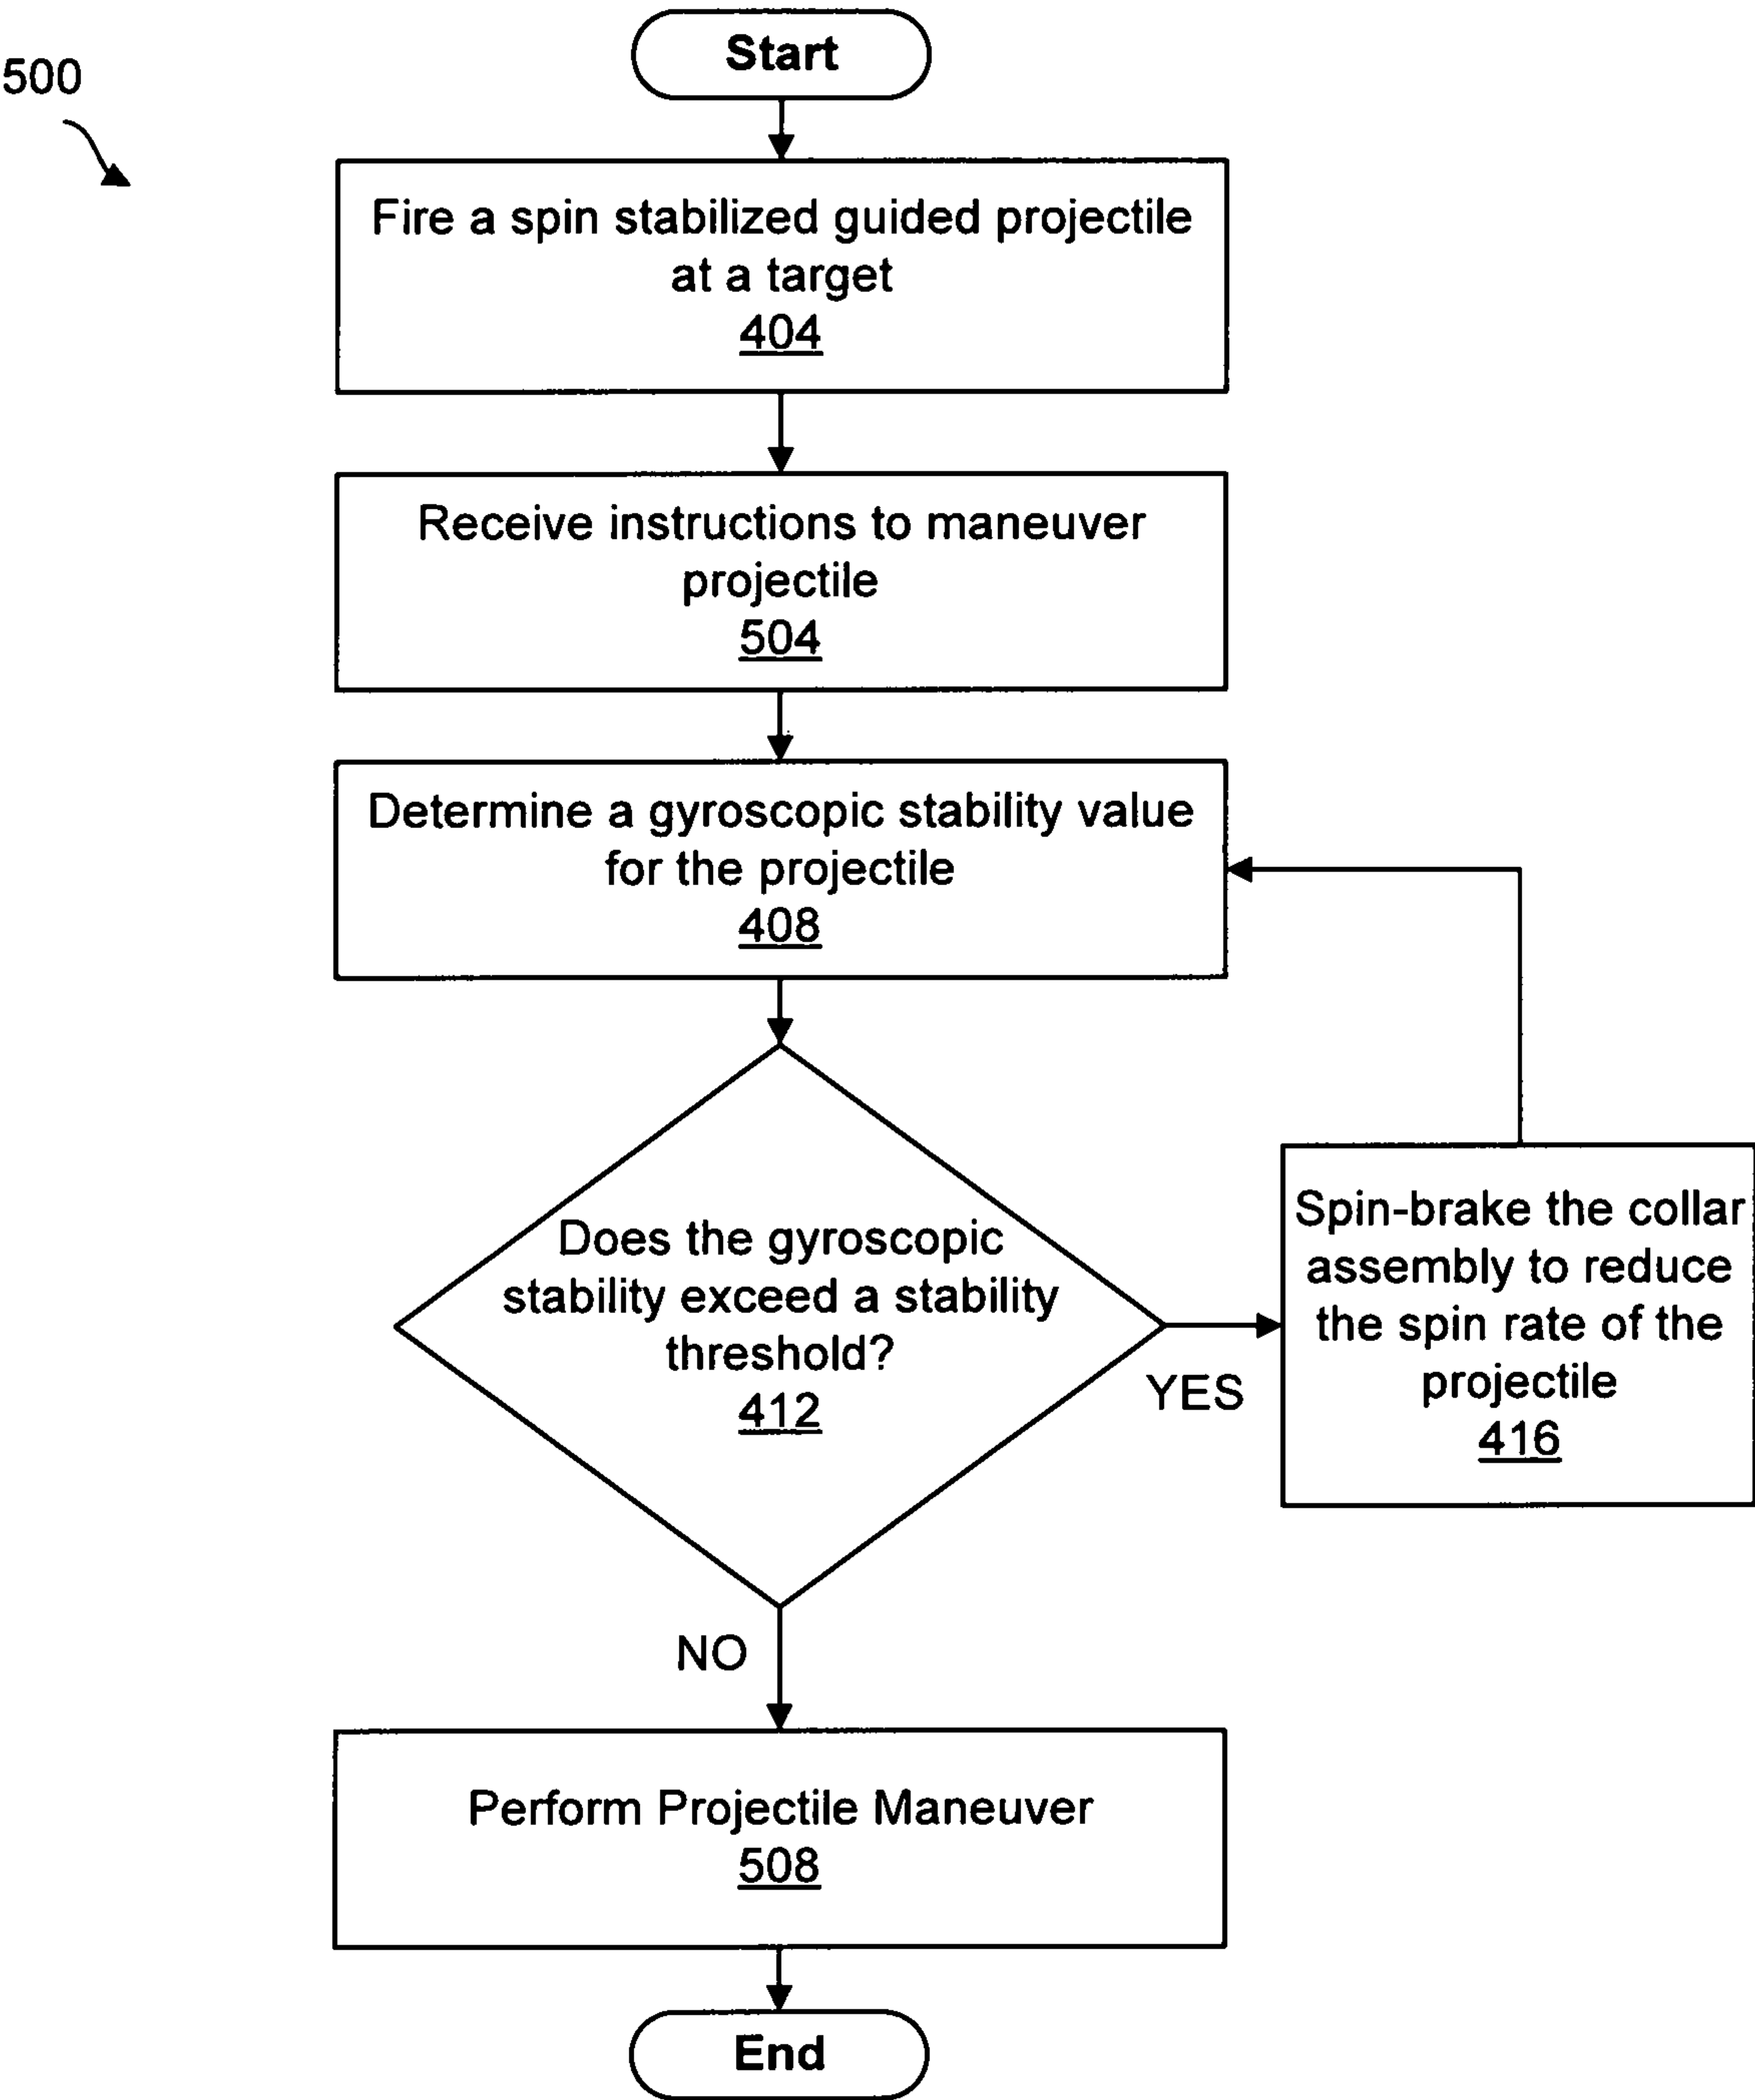 500
Start
Fire a spin stabilized guided projectile
at a target
404
Receive instructions to maneuver
projectile
504
Determine a gyroscopic stability value
for the projectile
408
Does the gyroscopic
stability exceed a stability
threshold?
412
YES
Spin-brake the collar
assembly to reduce
the spin rate of the
projectile
416
NO
Perform Projectile Maneuver
508
End